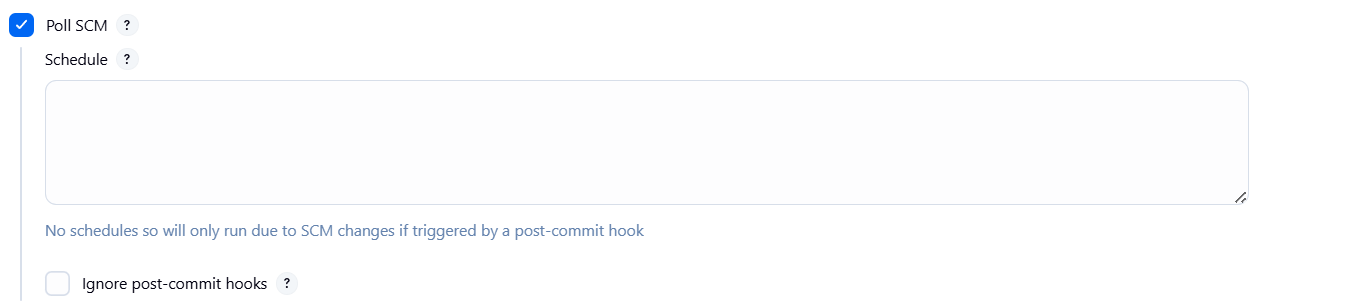 Poll SCM ?
Schedule ?
No schedules so will only run due to SCM changes if triggered by a post-commit hook
Ignore post-commit hooks ?